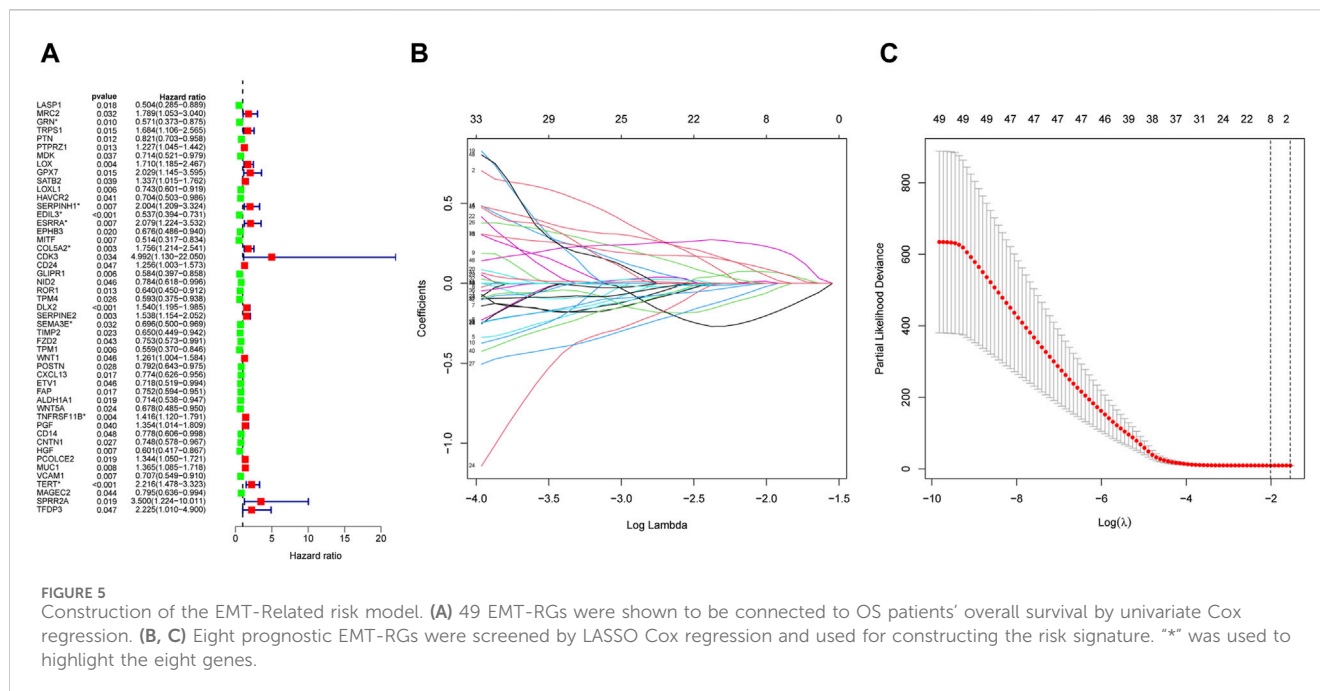 A
pvalue Hazard ratio
LASP1 0.018 0.504(0.285−0.889)
MRC2 0.032 1.789(1.053−3.040)
GRN* 0.010 0.571(0.373−0.875)
TRPS1 0.015 1.684(1.106−2.565)
PTN 0.012 0.821(0.703−0.958)
PTPRZ1 0.013 1.227(1.045−1.442)
MDK 0.037 0.714(0.521−0.979)
LOX 0.004 1.710(1.185−2.467)
GPX7 0.015 2.029(1.145−3.595)
SATB2 0.039 1.337(1.015−1.762)
LOXL1 0.006 0.743(0.601−0.919)
HAVCR2 0.041 0.704(0.503−0.986)
SERPINH1* 0.007 2.004(1.209−3.324)
EDIL3* <0.001 0.537(0.394−0.731)
ESRRA* 0.007 2.079(1.224−3.532)
EPHB3 0.020 0.676(0.486−0.940)
MITF 0.007 0.514(0.317−0.834)
COL5A2* 0.003 1.756(1.214−2.541)
CDK3 0.034 4.992(1.130−22.050)
CD24 0.047 1.256(1.003−1.573)
GLIPR1 0.006 0.584(0.397−0.858)
NID2 0.046 0.784(0.618−0.996)
ROR1 0.013 0.640(0.450−0.912)
TPM4 0.026 0.593(0.375−0.938)
DLX2 <0.001 1.540(1.195−1.985)
SERPINE2 0.003 1.538(1.154−2.052)
SEMA3E* 0.032 0.696(0.500−0.969)
TIMP2 0.023 0.650(0.449−0.942)
FZD2 0.043 0.753(0.573−0.991)
TPM1 0.006 0.559(0.370−0.846)
WNT1 0.046 1.261(1.004−1.584)
POSTN 0.028 0.792(0.643−0.975)
CXCL13 0.017 0.774(0.626−0.956)
ETV1 0.046 0.718(0.519−0.994)
FAP 0.017 0.752(0.594−0.951)
ALDH1A1 0.019 0.714(0.538−0.947)
WNT5A 0.024 0.678(0.485−0.950)
TNFRSF11B* 0.004 1.416(1.120−1.791)
PGF 0.040 1.354(1.014−1.809)
CD14 0.048 0.778(0.606−0.998)
CNTN1 0.027 0.748(0.578−0.967)
HGF 0.007 0.601(0.417−0.867)
PCOLCE2 0.019 1.344(1.050−1.721)
MUC1 0.008 1.365(1.085−1.718)
VCAM1 0.007 0.707(0.549−0.910)
TERT* <0.001 2.216(1.478−3.323)
MAGEC2 0.044 0.795(0.636−0.994)
SPRR2A 0.019 3.500(1.224−10.011)
TFDP3 0.047 2.225(1.010−4.900)
0 5 10 15 20
Hazard ratio
B
33 29 25 22 8 0
Coefficients
0.5
0.0
−0.5
−1.0
2
22
26
9
7
5
10
40
27
24
−4.0 −3.5 −3.0 −2.5 −2.0 −1.5
Log Lambda
C
49 49 49 47 47 47 46 39 38 37 31 24 22 8 2
Partial Likelihood Deviance
800
600
400
200
0
−10 −8 −6 −4 −2
Log(λ)
FIGURE 5
Construction of the EMT-Related risk model. (A) 49 EMT-RGs were shown to be connected to OS patients’ overall survival by univariate Cox
regression. (B, C) Eight prognostic EMT-RGs were screened by LASSO Cox regression and used for constructing the risk signature. “*” was used to
highlight the eight genes.